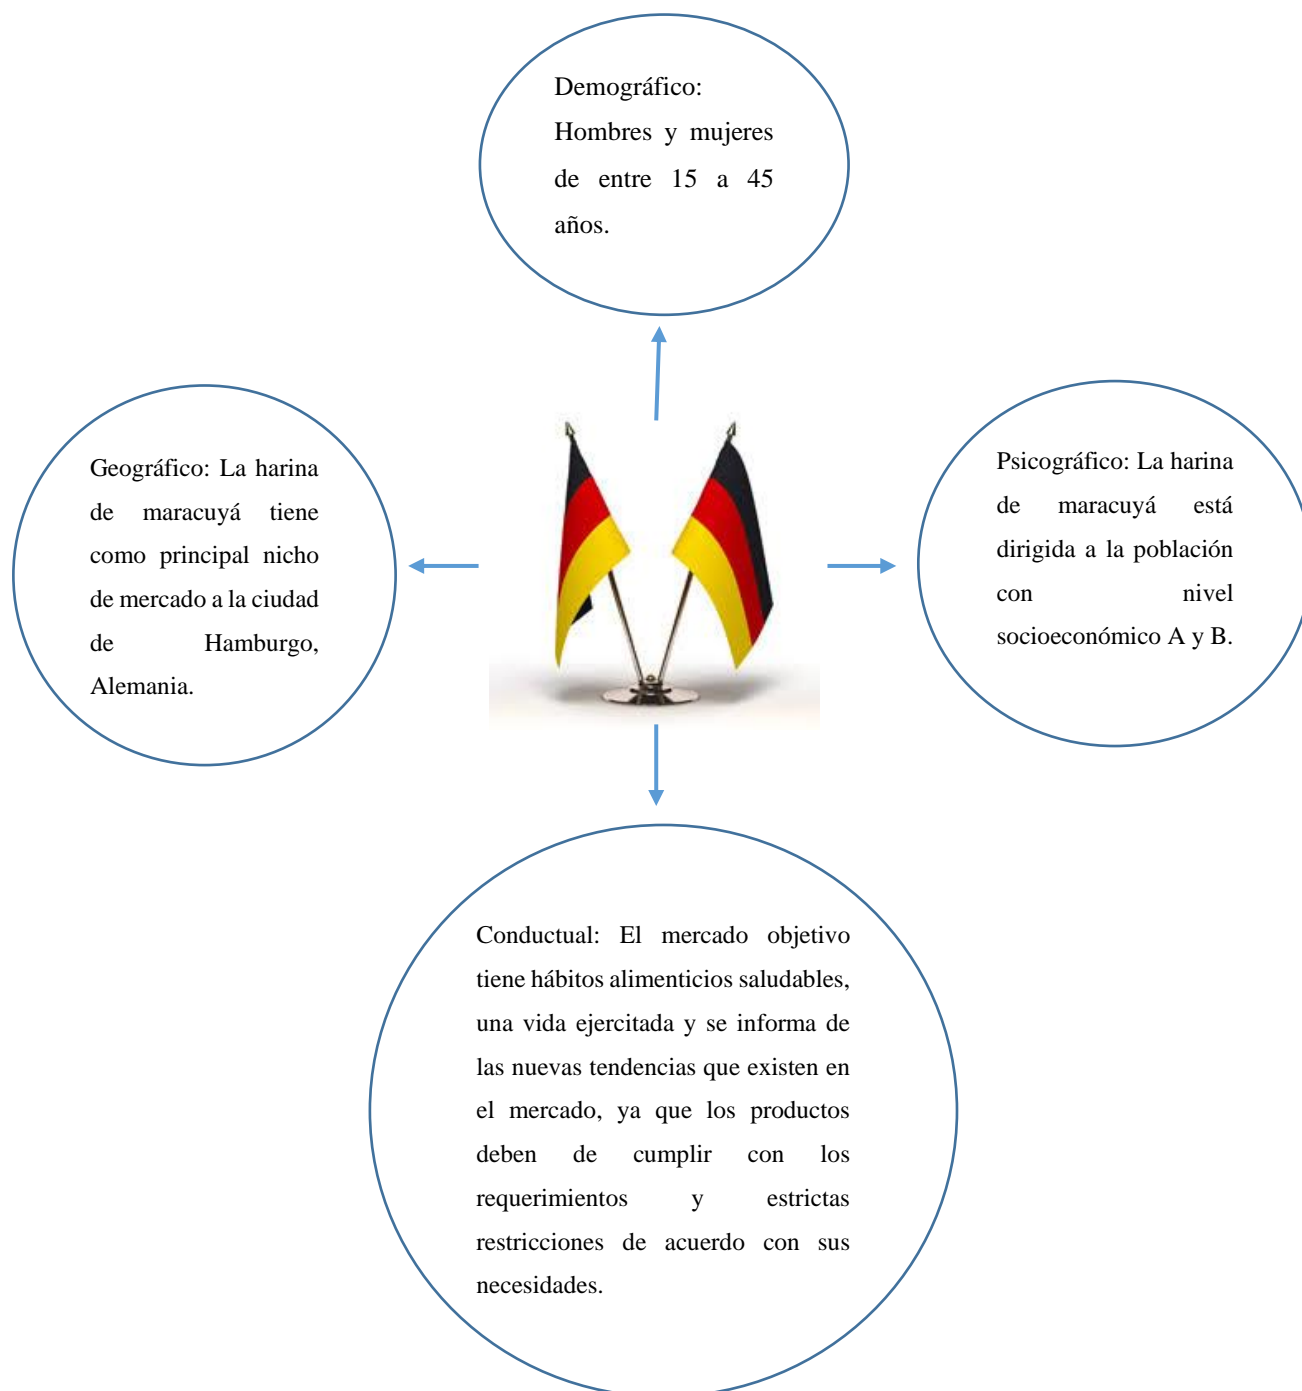 Demográfico:
Hombres y mujeres
de entre 15 a 45
años.
Geográfico: La harina
de maracuyá tiene
como principal nicho
de mercado a la ciudad
de Hamburgo,
Alemania.
Psicográfico: La harina
de maracuyá está
dirigida a la población
con nivel
socioeconómico A y B.
Conductual: El mercado objetivo
tiene hábitos alimenticios saludables,
una vida ejercitada y se informa de
las nuevas tendencias que existen en
el mercado, ya que los productos
deben de cumplir con los
requerimientos y estrictas
restricciones de acuerdo con sus
necesidades.